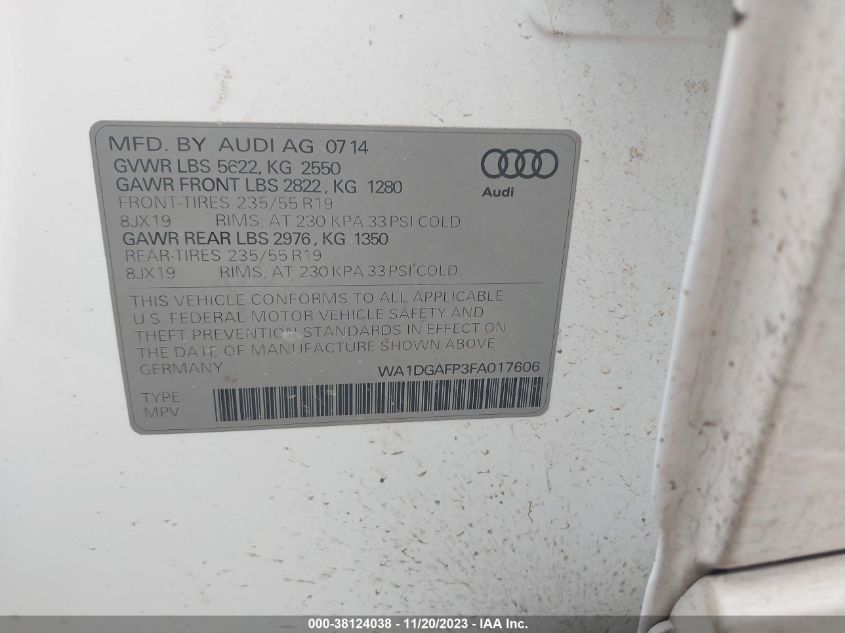 MFD. BY AUDI AG 07 14
GVWR LBS 5622, KG 2550
GAWR FRONT LBS 2822, KG 1280
FRONT-TIRES 235/55 R19
8JX19 RIMS, AT 230 KPA 33 PSI COLD
GAWR REAR LBS 2976, KG 1350
REAR-TIRES 235/55 R19
8JX19 RIMS, AT 230 KPA 33 PSI COLD
Audi
THIS VEHICLE CONFORMS TO ALL APPLICABLE
U.S. FEDERAL MOTOR VEHICLE SAFETY AND
THEFT PREVENTION STANDARDS IN EFFECT ON
THE DATE OF MANUFACTURE SHOWN ABOVE
GERMANY WA1DGAFP3FA017606
TYPE:
MPV
000-38124038 - 11/20/2023 - Copyright © IAA, Inc.